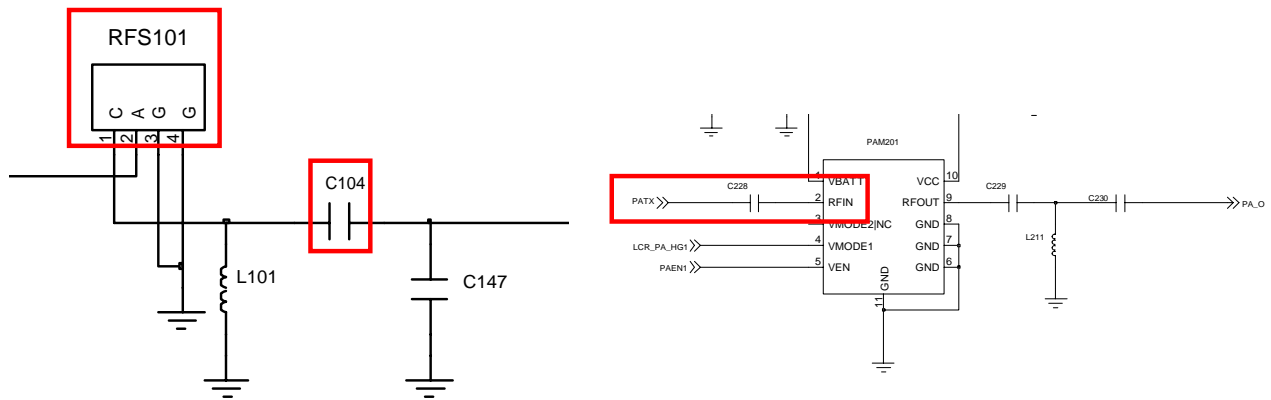 RFS101
C A G G
1 2 3 4
C104
L101
C147
PAM201
1 VBATT
VCC 10
PATX
C228
2 RFIN
RFOUT 9
C229
C230
PA_O
3 VMODE2|NC
GND 8
LCR_PA_HG1
4 VMODE1
GND 7
L211
PAEN1
5 VEN
GND 6
GND
11